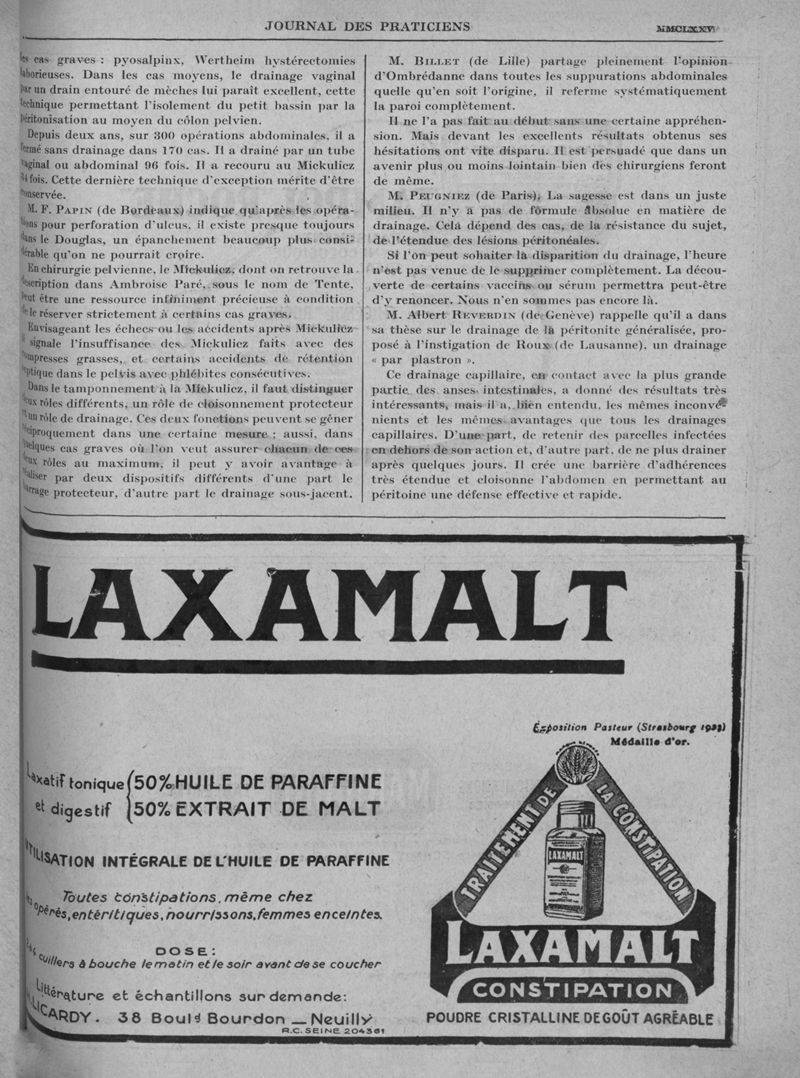 JOURNAL DES PRATICIENS
MMCLXXV
cas graves : pyosalpinx, Wertheim hystérectomies
laborieuses. Dans les cas moyens, le drainage vaginal
par un drain entouré de mèches lui paraît excellent, cette
technique permettant l'isolement du petit bassin par la
péritonisation au moyen du côlon pelvien.
Depuis deux ans, sur 300 opérations abdominales, il a
fermé sans drainage dans 170 cas. Il a drainé par un tube
vaginal ou abdominal 96 fois. Il a recouru au Mickulicz
34 fois. Cette dernière technique d'exception mérite d'être
conservée.
M. F. PAPIN (de Bordeaux) indique qu'après les opéra-
tions pour perforation d'ulcus, il existe presque toujours
dans le Douglas, un épanchement beaucoup plus consi-
dérable qu'on ne pourrait croire.
En chirurgie pelvienne, le Mickulicz, dont on retrouve la
description dans Ambroise Paré, sous le nom de Tente,
peut être une ressource infiniment précieuse à condition
de le réserver strictement à certains cas graves.
Envisageant les échecs ou les accidents après Mickulicz
il signale l'insuffisance des Mickulicz faits avec des
compresses grasses, et certains accidents de rétention
septique dans le pelvis avec phlébites consécutives.
Dans le tamponnement à la Mickulicz, il faut distinguer
deux rôles différents, un rôle de cloisonnement protecteur
et un rôle de drainage. Ces deux fonctions peuvent se gêner
réciproquement dans une certaine mesure ; aussi, dans
quelques cas graves où l'on veut assurer chacun de ces
deux rôles au maximum, il peut y avoir avantage à
réaliser par deux dispositifs différents d'une part le
barrage protecteur, d'autre part le drainage sous-jacent.
M. BILLET (de Lille) partage pleinement l'opinion
d'Ombrédanne dans toutes les suppurations abdominales
quelle qu'en soit l'origine, il referme systématiquement
la paroi complètement.
Il ne l'a pas fait au début sans une certaine appréhen-
sion. Mais devant les excellents résultats obtenus ses
hésitations ont vite disparu. Il est persuadé que dans un
avenir plus ou moins lointain bien des chirurgiens feront
de même.
M. PEUGNIEZ (de Paris). La sagesse est dans un juste
milieu. Il n'y a pas de formule absolue en matière de
drainage. Cela dépend des cas, de la résistance du sujet,
de l'étendue des lésions péritonéales.
Si l'on peut sohaiter la disparition du drainage, l'heure
n'est pas venue de le supprimer complètement. La décou-
verte de certains vaccins ou sérum permettra peut-être
d'y renoncer. Nous n'en sommes pas encore là.
M. Albert REVERDIN (de Genève) rappelle qu'il a dans
sa thèse sur le drainage de la péritonite généralisée, pro-
posé à l'instigation de Roux (de Lausanne), un drainage
« par plastron ».
Ce drainage capillaire, en contact avec la plus grande
partie des anses intestinales, a donné des résultats très
intéressants, mais il a, bien entendu, les mêmes inconvé-
nients et les mêmes avantages que tous les drainages
capillaires. D'une part, de retenir des parcelles infectées
en dehors de son action et, d'autre part, de ne plus drainer
après quelques jours. Il crée une barrière d'adhérences
très étendue et cloisonne l'abdomen en permettant au
péritoine une défense effective et rapide.
LAXAMALT
Laxatif tonique 50% HUILE DE PARAFFINE
et digestif 50% EXTRAIT DE MALT
UTILISATION INTÉGRALE DE L'HUILE DE PARAFFINE
Toutes constipations, même chez
opérés, entéritiques, nourrissons, femmes enceintes.
DOSE:
cuillers à bouche le matin et le soir avant de se coucher
Littérature et échantillons sur demande:
LICARDY. 38 Bould Bourdon _ Neuilly
R.C. SEINE 204361
Exposition Pasteur (Strasbourg 1923)
Médaille d'or.
TRAITEMENT DE LA CONSTIPATION
LAXAMALT
LAXAMALT
CONSTIPATION
POUDRE CRISTALLINE DE GOÛT AGRÉABLE